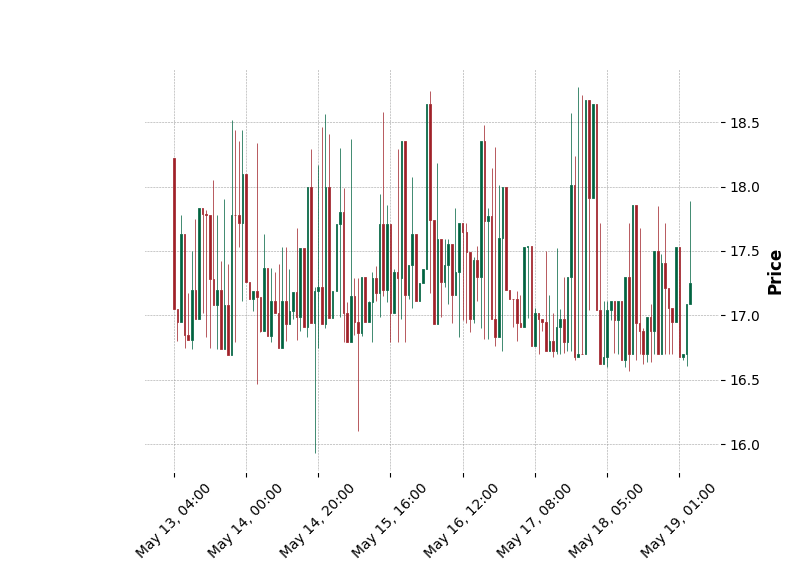 18.5
18.0
17.5
17.0
16.5
16.0
Price
May 13, 04:00
May 14, 00:00
May 14, 20:00
May 15, 16:00
May 16, 12:00
May 17, 08:00
May 18, 05:00
May 19, 01:00